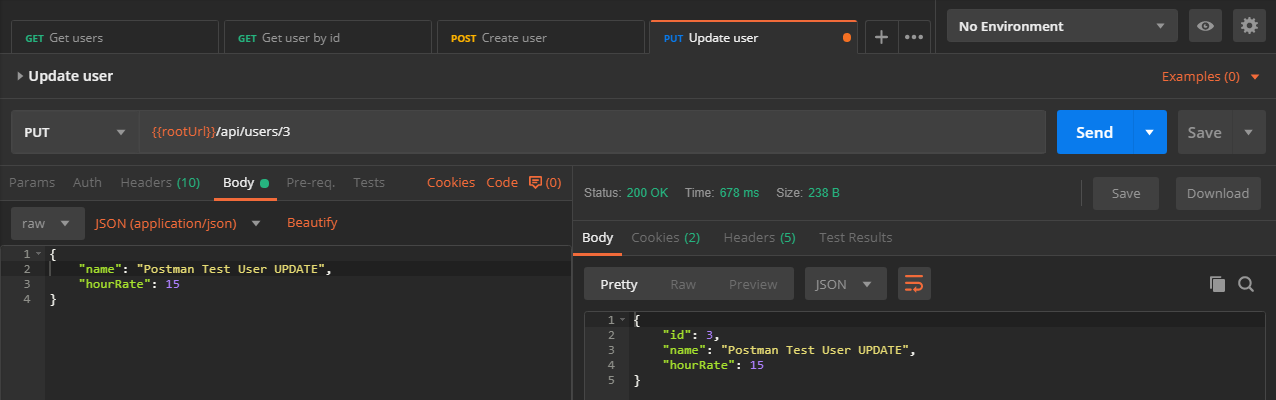 GET Get users GET Get user by id POST Create user PUT Update user No Environment
Update user Examples (0)
PUT {{rootUrl}}/api/users/3 Send Save
Params Auth Headers (10) Body Pre-req. Tests Cookies Code (0)
raw JSON (application/json) Beautify
1 {
2 "name": "Postman Test User UPDATE",
3 "hourRate": 15
4 }
Status: 200 OK Time: 678 ms Size: 238 B Save Download
Body Cookies (2) Headers (5) Test Results
Pretty Raw Preview JSON
1 {
2 "id": 3,
3 "name": "Postman Test User UPDATE",
4 "hourRate": 15
5 }